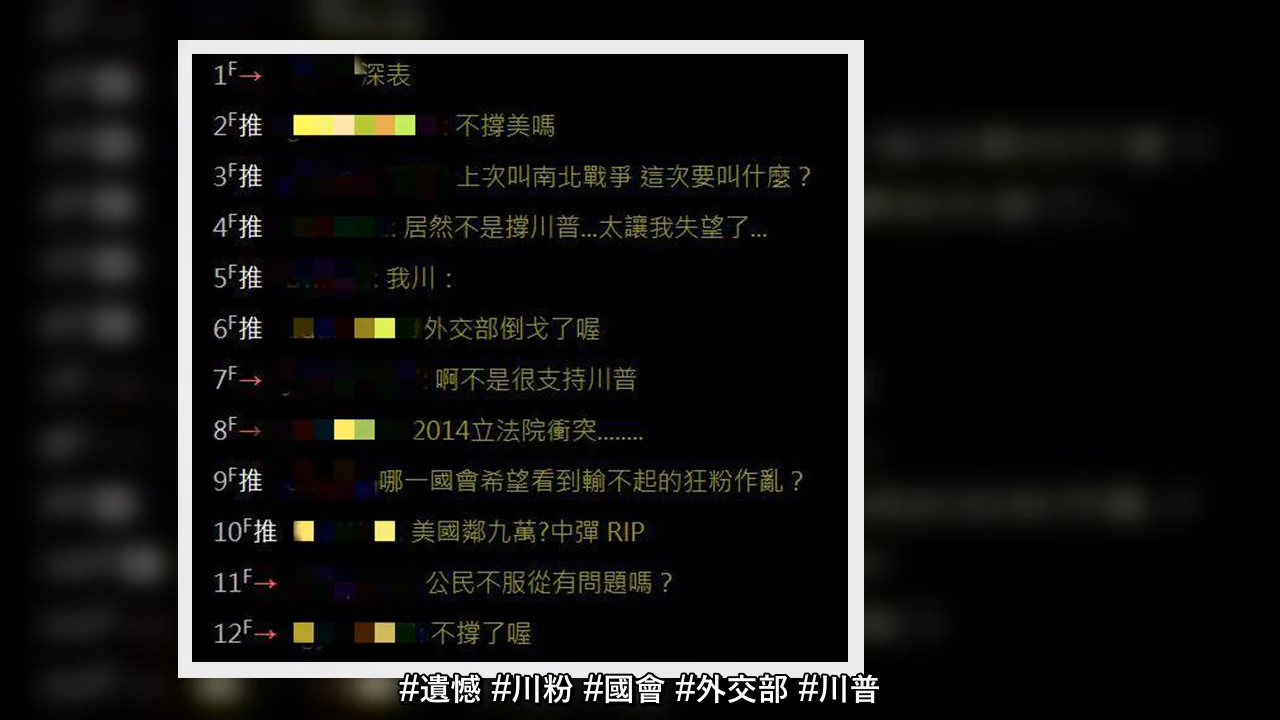 1F→ 深表
2F推 : 不撐美嗎
3F推 上次叫南北戰爭 這次要叫什麼？
4F推 : 居然不是撐川普...太讓我失望了...
5F推 : 我川：
6F推 外交部倒戈了喔
7F→ : 啊不是很支持川普
8F→ 2014立法院衝突........
9F推 哪一國會希望看到輸不起的狂粉作亂？
10F推 美國鄰九萬?中彈 RIP
11F→ 公民不服從有問題嗎？
12F→ : 不撐了喔
#遺憾 #川粉 #國會 #外交部 #川普